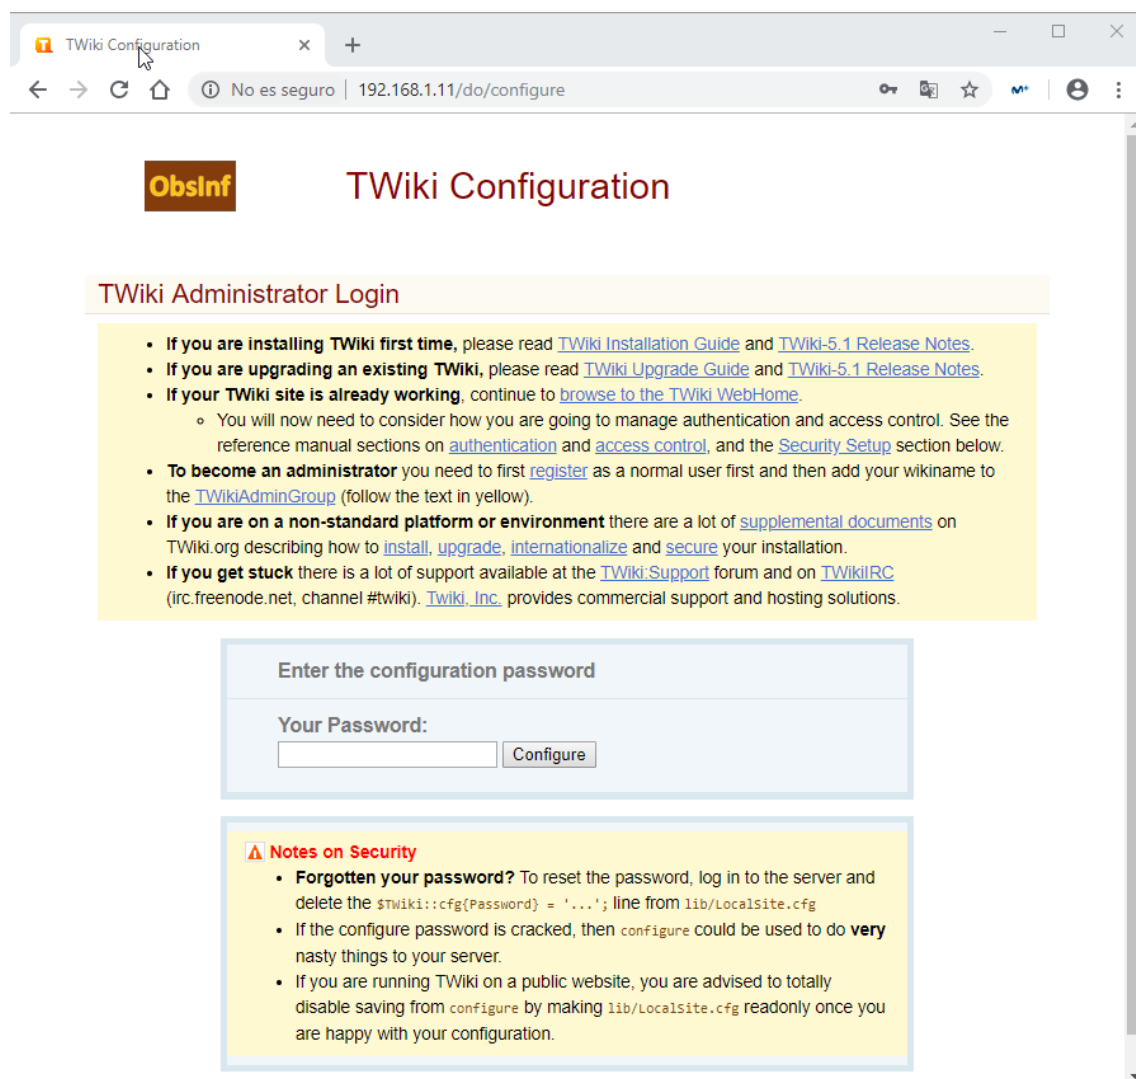 TWiki Configuration
No es seguro | 192.168.1.11/do/configure
ObsInf
TWiki Configuration
TWiki Administrator Login
• If you are installing TWiki first time, please read TWiki Installation Guide and TWiki-5.1 Release Notes.
• If you are upgrading an existing TWiki, please read TWiki Upgrade Guide and TWiki-5.1 Release Notes.
• If your TWiki site is already working, continue to browse to the TWiki WebHome.
◦ You will now need to consider how you are going to manage authentication and access control. See the
reference manual sections on authentication and access control, and the Security Setup section below.
• To become an administrator you need to first register as a normal user first and then add your wikiname to
the TWikiAdminGroup (follow the text in yellow).
• If you are on a non-standard platform or environment there are a lot of supplemental documents on
TWiki.org describing how to install, upgrade, internationalize and secure your installation.
• If you get stuck there is a lot of support available at the TWiki:Support forum and on TWikiIRC
(irc.freenode.net, channel #twiki). Twiki, Inc. provides commercial support and hosting solutions.
Enter the configuration password
Your Password:
Configure
Notes on Security
• Forgotten your password? To reset the password, log in to the server and
delete the $TWiki::cfg{Password} = '...'; line from lib/LocalSite.cfg
• If the configure password is cracked, then configure could be used to do very
nasty things to your server.
• If you are running TWiki on a public website, you are advised to totally
disable saving from configure by making lib/LocalSite.cfg readonly once you
are happy with your configuration.